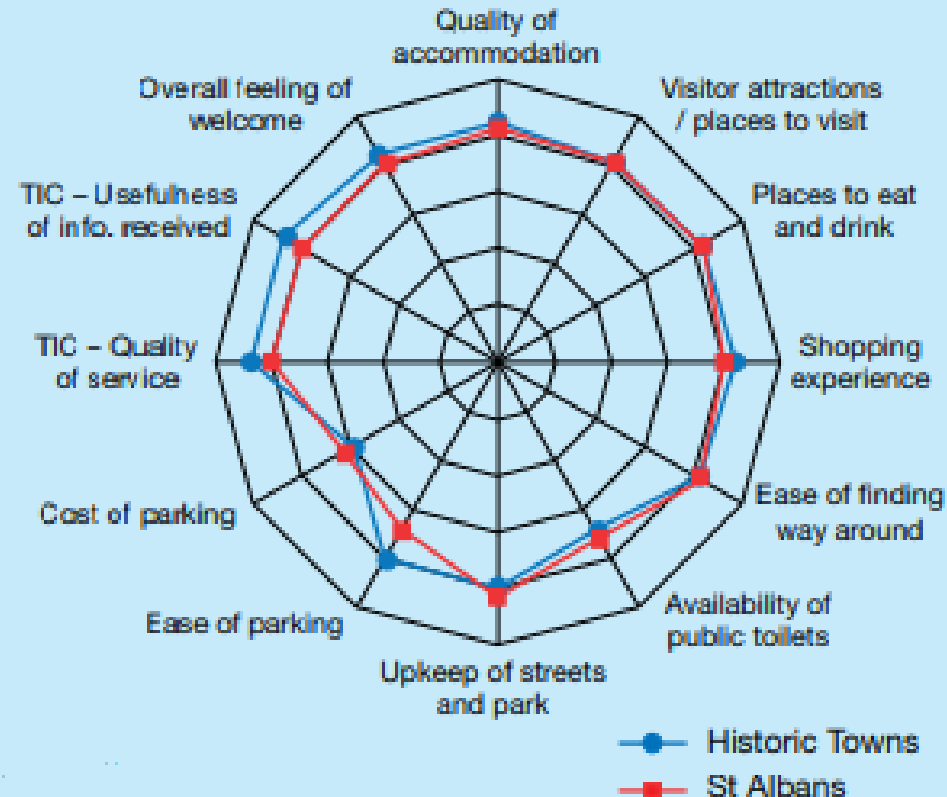 Quality of
accommodation
Visitor attractions
/ places to visit
Places to eat
and drink
Shopping
experience
Ease of finding
way around
Availability of
public toilets
Upkeep of streets
and park
Ease of parking
Cost of parking
TIC – Quality
of service
TIC – Usefulness
of info. received
Overall feeling of
welcome
Historic Towns
St Albans